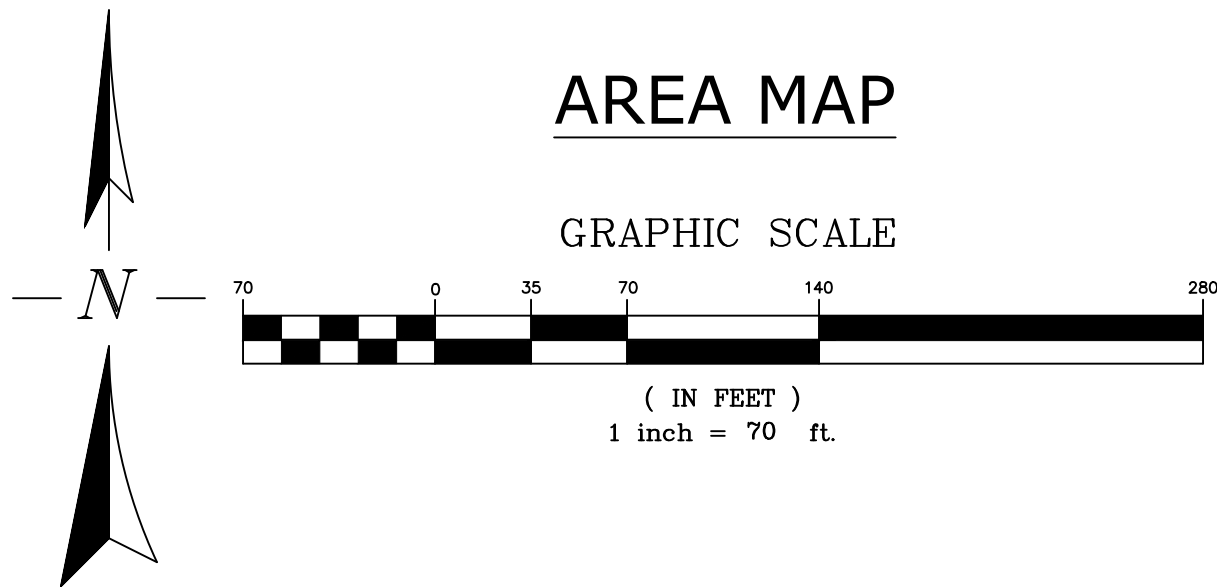 AREA MAP
GRAPHIC SCALE
N
70 0 35 70 140 280
( IN FEET )
1 inch = 70 ft.